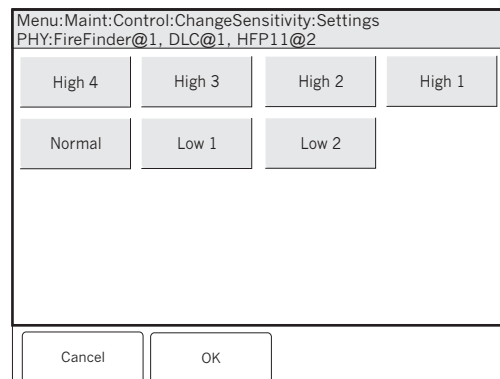 Menu:Maint:Control:ChangeSensitivity:Settings
PHY:FireFinder@1, DLC@1, HFP11@2
High 4 High 3 High 2 High 1
Normal Low 1 Low 2
Cancel OK